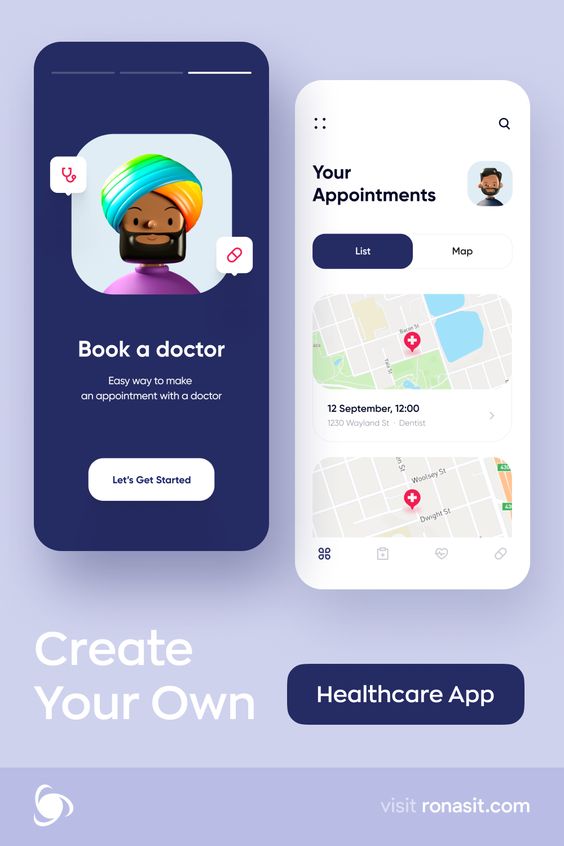 Book a doctor
Easy way to make
an appointment with a doctor
Let's Get Started
Your
Appointments
List
Map
Bacon St
Yale St
12 September, 12:00
1230 Wayland St · Dentist
Woolsey St
Dwight St
Create
Your Own
Healthcare App
visit ronasit.com